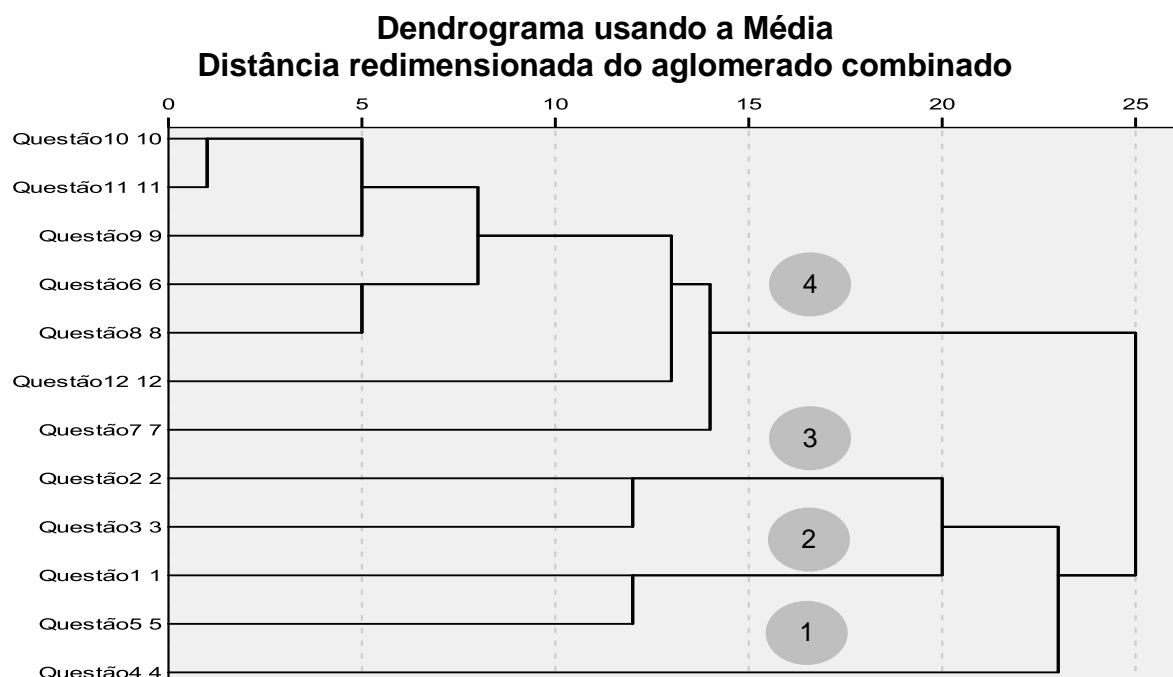 Dendrograma usando a Média
Distância redimensionada do aglomerado combinado
0 5 10 15 20 25
Questão10 10
Questão11 11
Questão9 9
Questão6 6
4
Questão8 8
Questão12 12
Questão7 7
3
Questão2 2
Questão3 3
2
Questão1 1
Questão5 5
1
Questão4 4